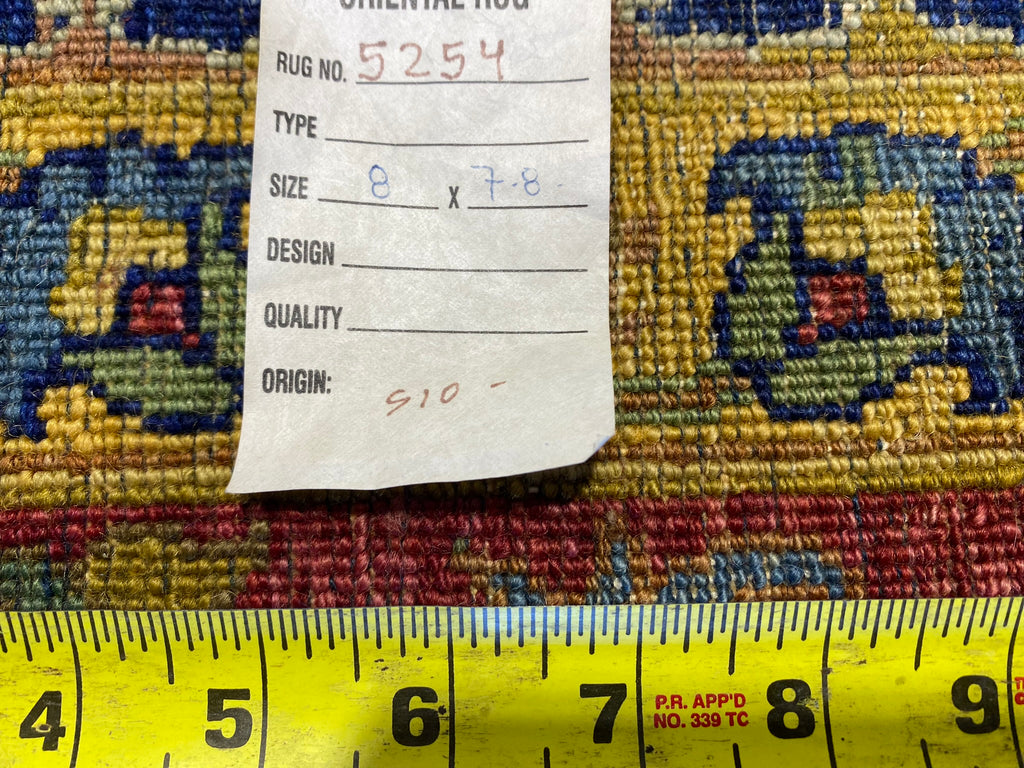 ORIENTAL RUG
RUG NO. 5254
TYPE
SIZE 8 x 7.8.
DESIGN
QUALITY
ORIGIN:
510 -
4 5 6 7 P.R. APP'D 8 9
NO. 339 TC